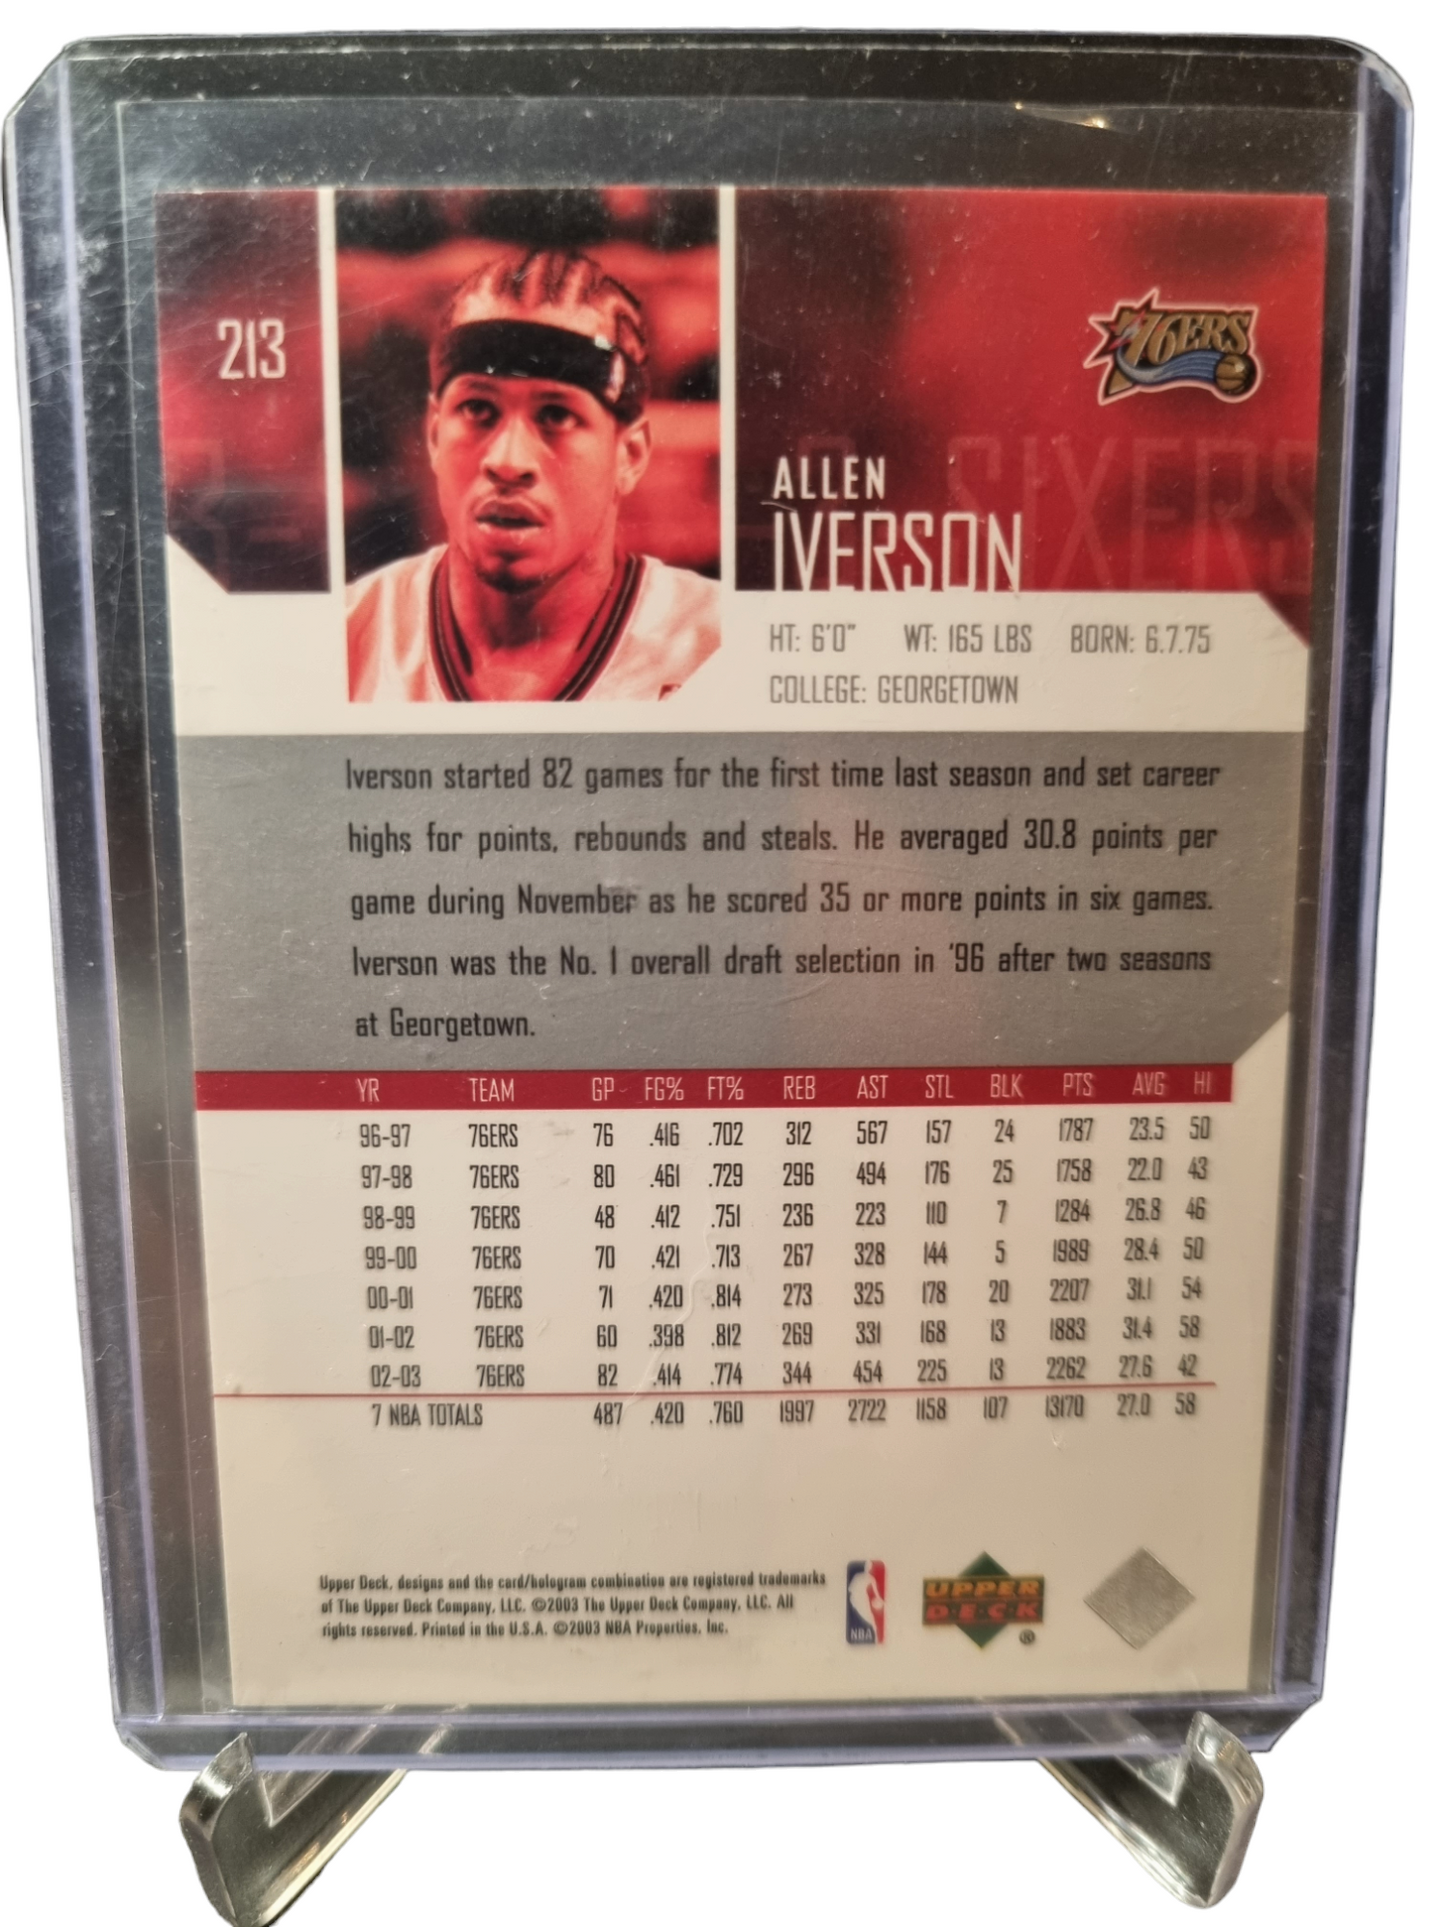 213
76ERS
SIXERS
ALLEN
IVERSON
HT: 6'0" WT: 165 LBS BORN: 6.7.75
COLLEGE: GEORGETOWN
Iverson started 82 games for the first time last season and set career
highs for points, rebounds and steals. He averaged 30.8 points per
game during November as he scored 35 or more points in six games.
Iverson was the No. 1 overall draft selection in '96 after two seasons
at Georgetown.
YR TEAM GP FG% FT% REB AST STL BLK PTS AVG HI
96-97 76ERS 76 .416 .702 312 567 157 24 1787 23.5 50
97-98 76ERS 80 .461 .729 296 494 176 25 1758 22.0 43
98-99 76ERS 48 .412 .751 236 223 110 7 1284 26.8 46
99-00 76ERS 70 .421 .713 267 328 144 5 1989 28.4 50
00-01 76ERS 71 .420 .814 273 325 178 20 2207 31.1 54
01-02 76ERS 60 .398 .812 269 331 168 13 1883 31.4 58
02-03 76ERS 82 .414 .774 344 454 225 13 2262 27.6 42
7 NBA TOTALS 487 .420 .760 1997 2722 1158 107 13170 27.0 58
Upper Deck, designs and the card/hologram combination are registered trademarks
of The Upper Deck Company, LLC. ©2003 The Upper Deck Company, LLC. All
rights reserved. Printed in the U.S.A. ©2003 NBA Properties, Inc.
NBA
UPPER
DECK
®